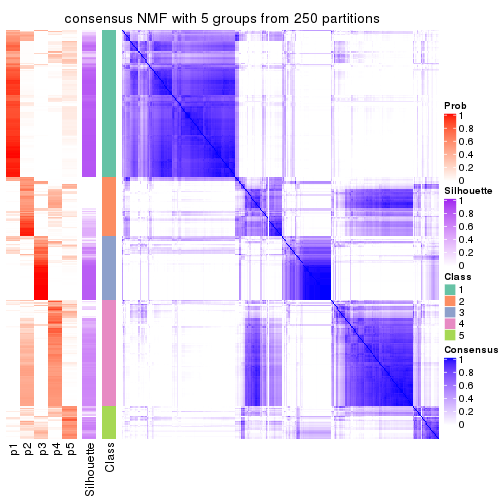 consensus NMF with 5 groups from 250 partitions
Prob
1
0.8
0.6
0.4
0.2
0
Silhouette
1
0.8
0.6
0.4
0.2
0
Class
1
2
3
4
5
Consensus
1
0.8
0.6
0.4
0.2
0
p1
p2
p3
p4
p5
Silhouette
Class